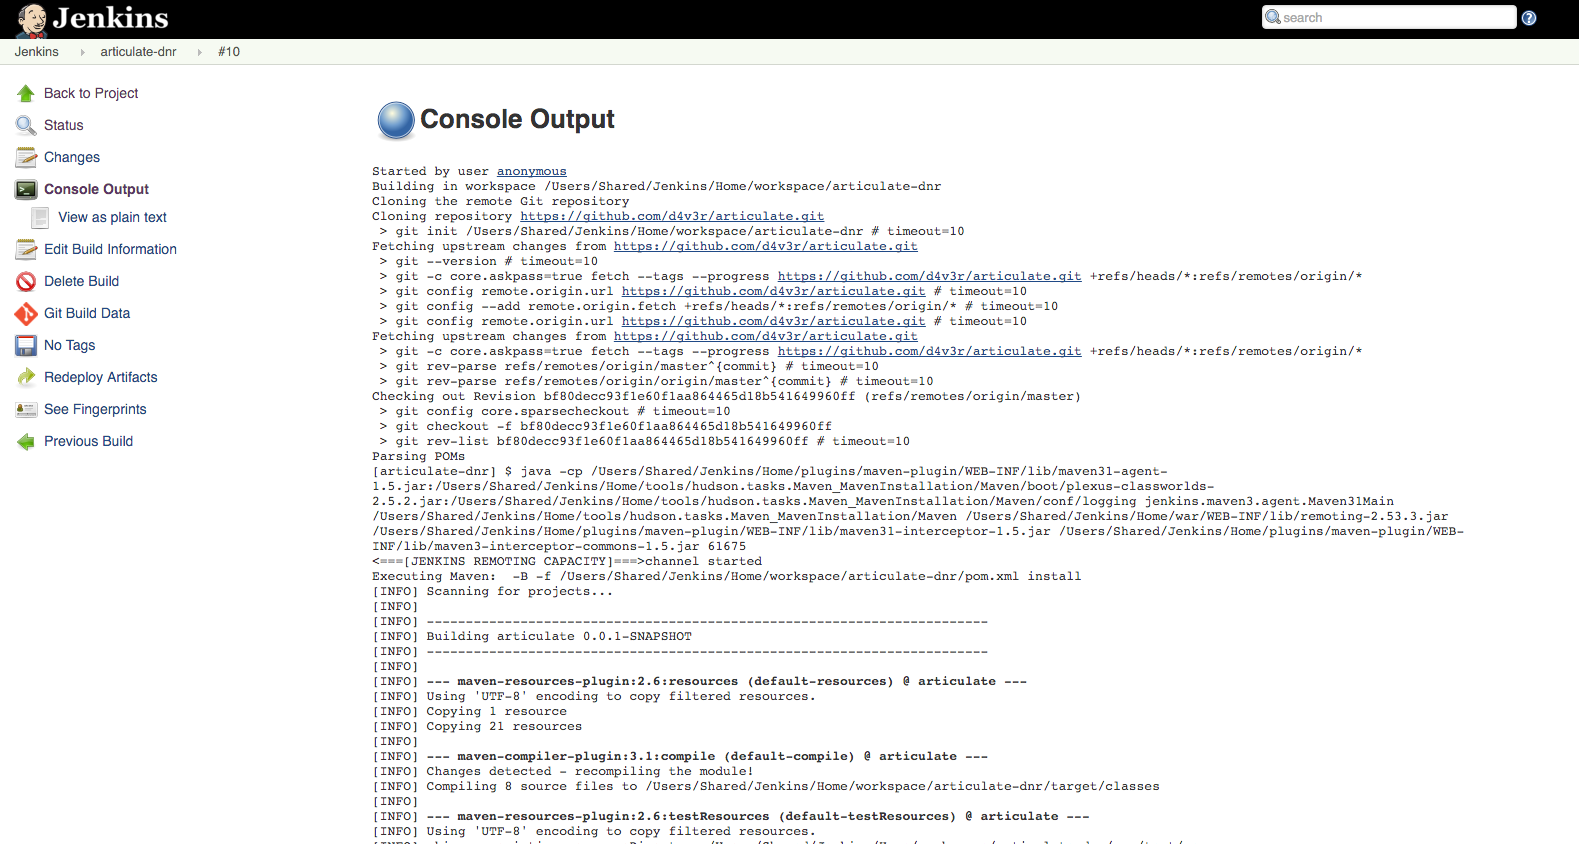 Jenkins
search
Jenkins articulate-dnr #10
Back to Project
Status
Changes
Console Output
View as plain text
Edit Build Information
Delete Build
Git Build Data
No Tags
Redeploy Artifacts
See Fingerprints
Previous Build
Console Output
Started by user anonymous
Building in workspace /Users/Shared/Jenkins/Home/workspace/articulate-dnr
Cloning the remote Git repository
Cloning repository https://github.com/d4v3r/articulate.git
> git init /Users/Shared/Jenkins/Home/workspace/articulate-dnr # timeout=10
Fetching upstream changes from https://github.com/d4v3r/articulate.git
> git --version # timeout=10
> git -c core.askpass=true fetch --tags --progress https://github.com/d4v3r/articulate.git +refs/heads/*:refs/remotes/origin/*
> git config remote.origin.url https://github.com/d4v3r/articulate.git # timeout=10
> git config --add remote.origin.fetch +refs/heads/*:refs/remotes/origin/* # timeout=10
> git config remote.origin.url https://github.com/d4v3r/articulate.git # timeout=10
Fetching upstream changes from https://github.com/d4v3r/articulate.git
> git -c core.askpass=true fetch --tags --progress https://github.com/d4v3r/articulate.git +refs/heads/*:refs/remotes/origin/*
> git rev-parse refs/remotes/origin/master^{commit} # timeout=10
> git rev-parse refs/remotes/origin/origin/master^{commit} # timeout=10
Checking out Revision bf80decc93f1e60f1aa864465d18b541649960ff (refs/remotes/origin/master)
> git config core.sparsecheckout # timeout=10
> git checkout -f bf80decc93f1e60f1aa864465d18b541649960ff
> git rev-list bf80decc93f1e60f1aa864465d18b541649960ff # timeout=10
Parsing POMs
[articulate-dnr] $ java -cp /Users/Shared/Jenkins/Home/plugins/maven-plugin/WEB-INF/lib/maven31-agent-
1.5.jar:/Users/Shared/Jenkins/Home/tools/hudson.tasks.Maven_MavenInstallation/Maven/boot/plexus-classworlds-
2.5.2.jar:/Users/Shared/Jenkins/Home/tools/hudson.tasks.Maven_MavenInstallation/Maven/conf/logging jenkins.maven3.agent.Maven31Main
/Users/Shared/Jenkins/Home/tools/hudson.tasks.Maven_MavenInstallation/Maven /Users/Shared/Jenkins/Home/war/WEB-INF/lib/remoting-2.53.3.jar
/Users/Shared/Jenkins/Home/plugins/maven-plugin/WEB-INF/lib/maven31-interceptor-1.5.jar /Users/Shared/Jenkins/Home/plugins/maven-plugin/WEB-
INF/lib/maven3-interceptor-commons-1.5.jar 61675
<===[JENKINS REMOTING CAPACITY]===>channel started
Executing Maven:  -B -f /Users/Shared/Jenkins/Home/workspace/articulate-dnr/pom.xml install
[INFO] Scanning for projects...
[INFO]
[INFO] ------------------------------------------------------------------------
[INFO] Building articulate 0.0.1-SNAPSHOT
[INFO] ------------------------------------------------------------------------
[INFO]
[INFO] --- maven-resources-plugin:2.6:resources (default-resources) @ articulate ---
[INFO] Using 'UTF-8' encoding to copy filtered resources.
[INFO] Copying 1 resource
[INFO] Copying 21 resources
[INFO]
[INFO] --- maven-compiler-plugin:3.1:compile (default-compile) @ articulate ---
[INFO] Changes detected - recompiling the module!
[INFO] Compiling 8 source files to /Users/Shared/Jenkins/Home/workspace/articulate-dnr/target/classes
[INFO]
[INFO] --- maven-resources-plugin:2.6:testResources (default-testResources) @ articulate ---
[INFO] Using 'UTF-8' encoding to copy filtered resources.